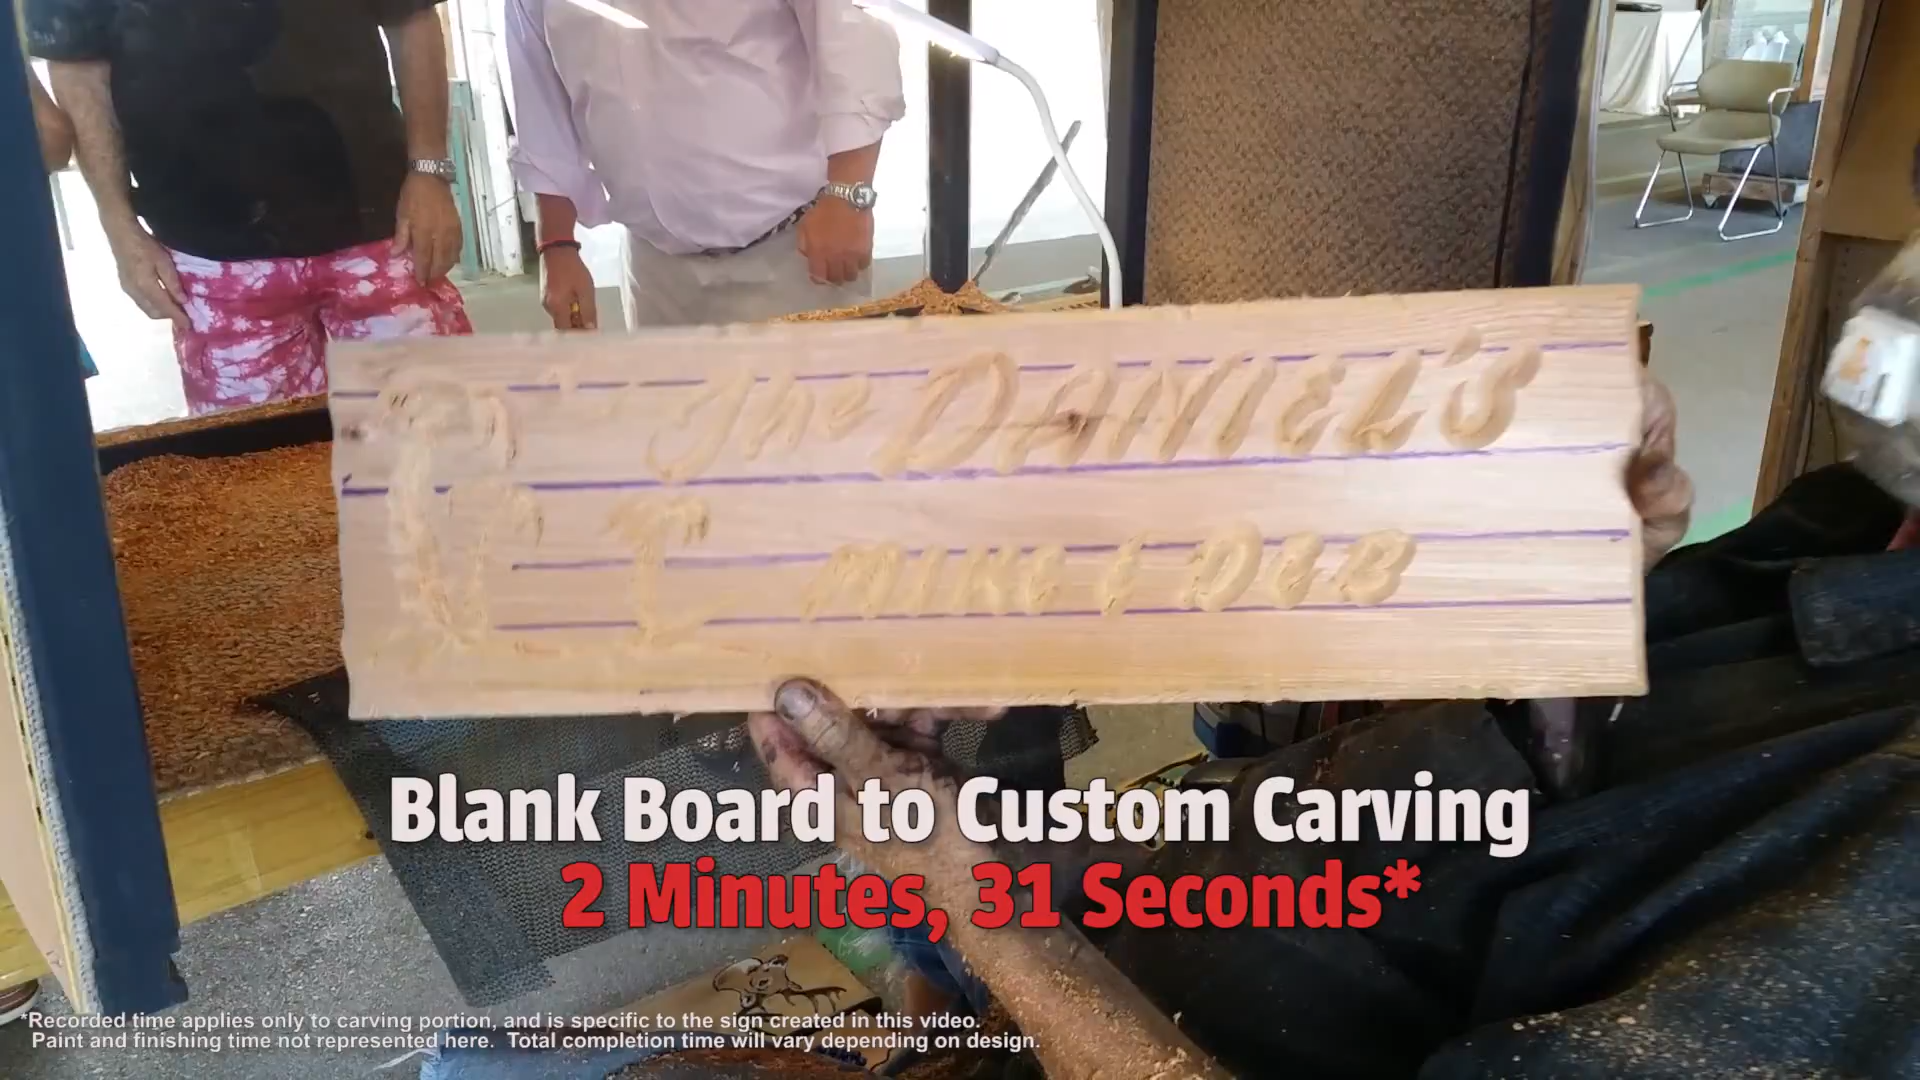 The DANIEL'S
MIKE & DEB
Blank Board to Custom Carving
2 Minutes, 31 Seconds*
*Recorded time applies only to carving portion, and is specific to the sign created in this video.
Paint and finishing time not represented here. Total completion time will vary depending on design.